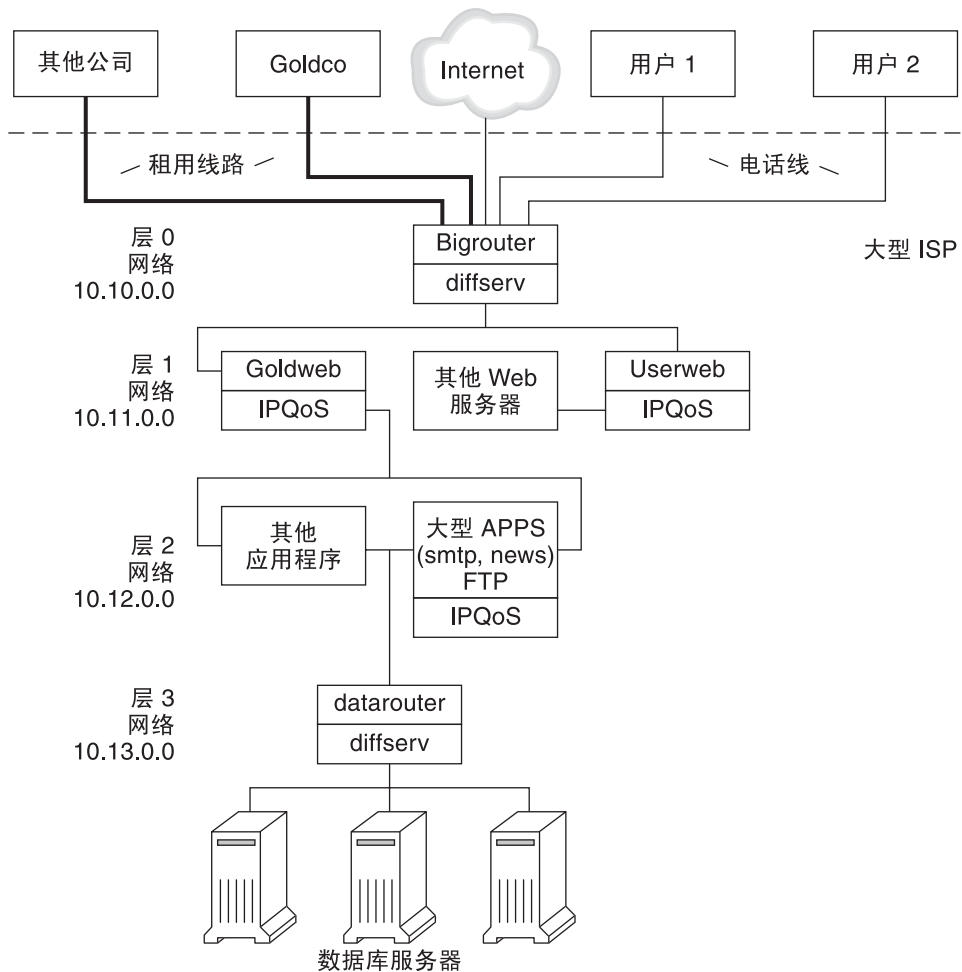 其他公司
Goldco
Internet
用户 1
用户 2
租用线路
电话线
层 0
网络
10.10.0.0
Bigrouter
diffserv
大型 ISP
层 1
网络
10.11.0.0
Goldweb
IPQoS
其他 Web
服务器
Userweb
IPQoS
层 2
网络
10.12.0.0
其他
应用程序
大型 APPS
(smtp, news)
FTP
IPQoS
层 3
网络
10.13.0.0
datarouter
diffserv
数据库服务器